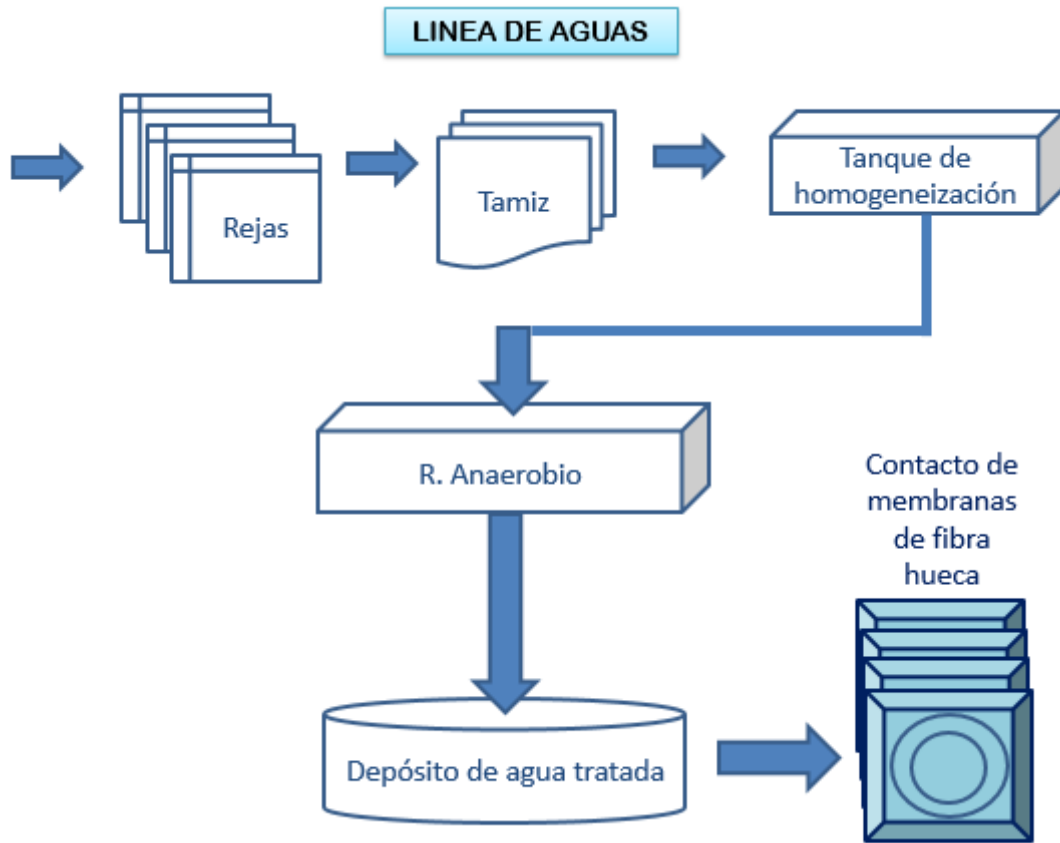 LINEA DE AGUAS
Rejas
Tamiz
Tanque de
homogeneización
R. Anaerobio
Contacto de
membranas
de fibra
hueca
Depósito de agua tratada